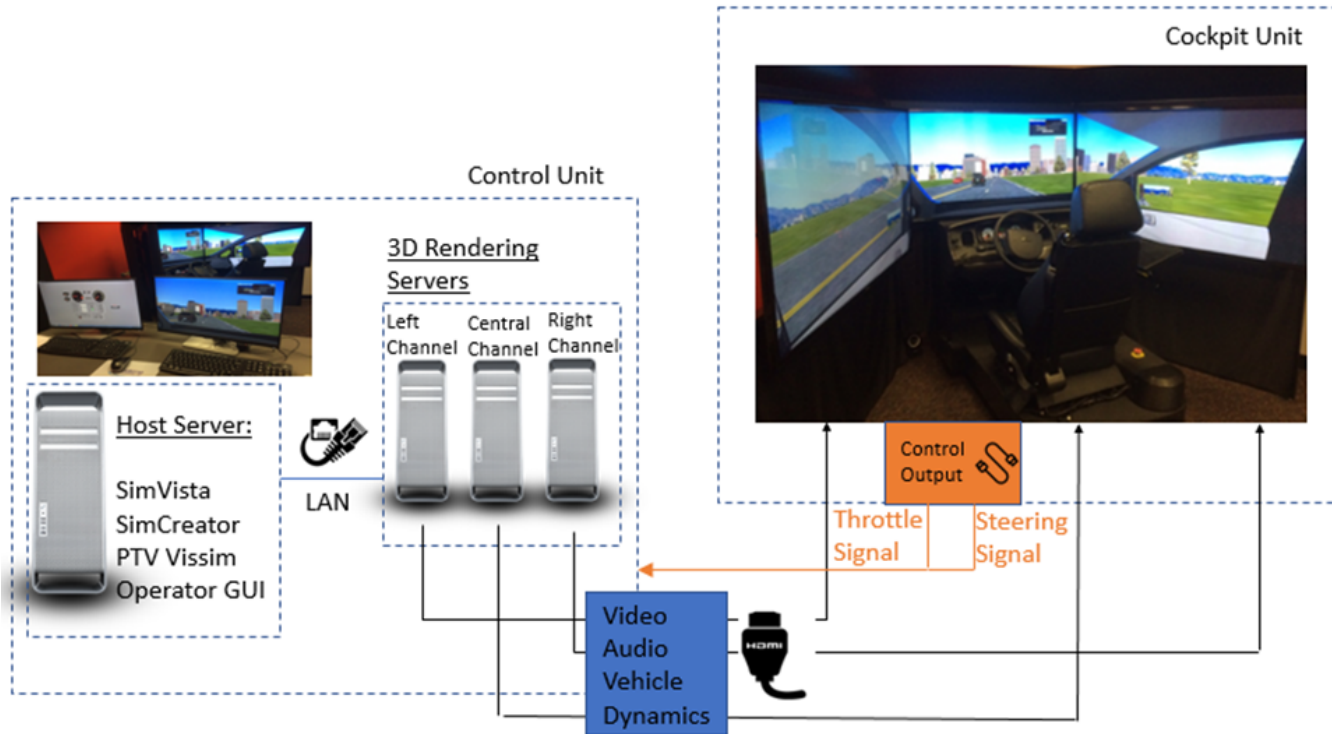 Cockpit Unit
Control Unit
3D Rendering
Servers
Left
Channel
Central
Channel
Right
Channel
Host Server:
SimVista
SimCreator
PTV Vissim
Operator GUI
LAN
Control
Output
Throttle
Signal
Steering
Signal
Video
Audio
Vehicle
Dynamics
HDMI